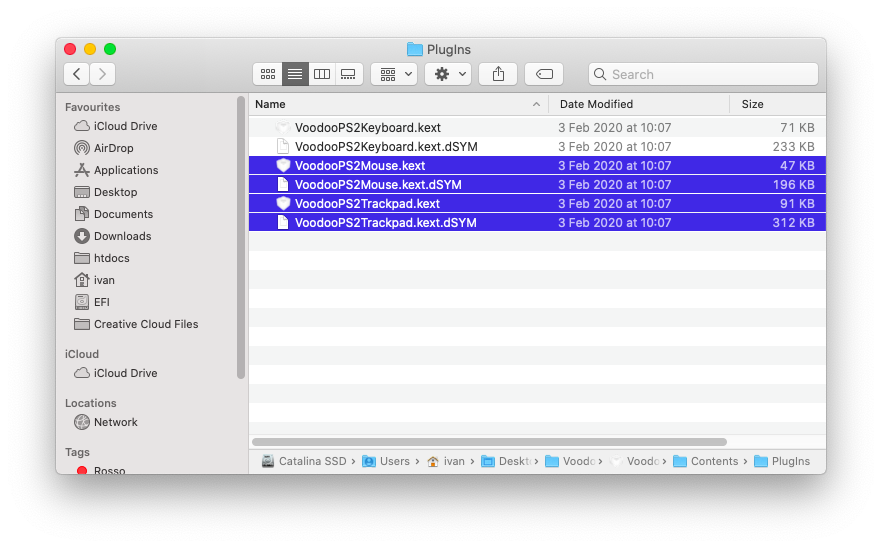 PlugIns
Search
Favourites
iCloud Drive
AirDrop
Applications
Desktop
Documents
Downloads
htdocs
ivan
EFI
Creative Cloud Files
iCloud
iCloud Drive
Locations
Network
Tags
Rosso
Name Date Modified Size
VoodooPS2Keyboard.kext 3 Feb 2020 at 10:07 71 KB
VoodooPS2Keyboard.kext.dSYM 3 Feb 2020 at 10:07 233 KB
VoodooPS2Mouse.kext 3 Feb 2020 at 10:07 47 KB
VoodooPS2Mouse.kext.dSYM 3 Feb 2020 at 10:07 196 KB
VoodooPS2Trackpad.kext 3 Feb 2020 at 10:07 91 KB
VoodooPS2Trackpad.kext.dSYM 3 Feb 2020 at 10:07 312 KB
Catalina SSD › Users › ivan › Deskt › Voodo › Voodo › Contents › PlugIns